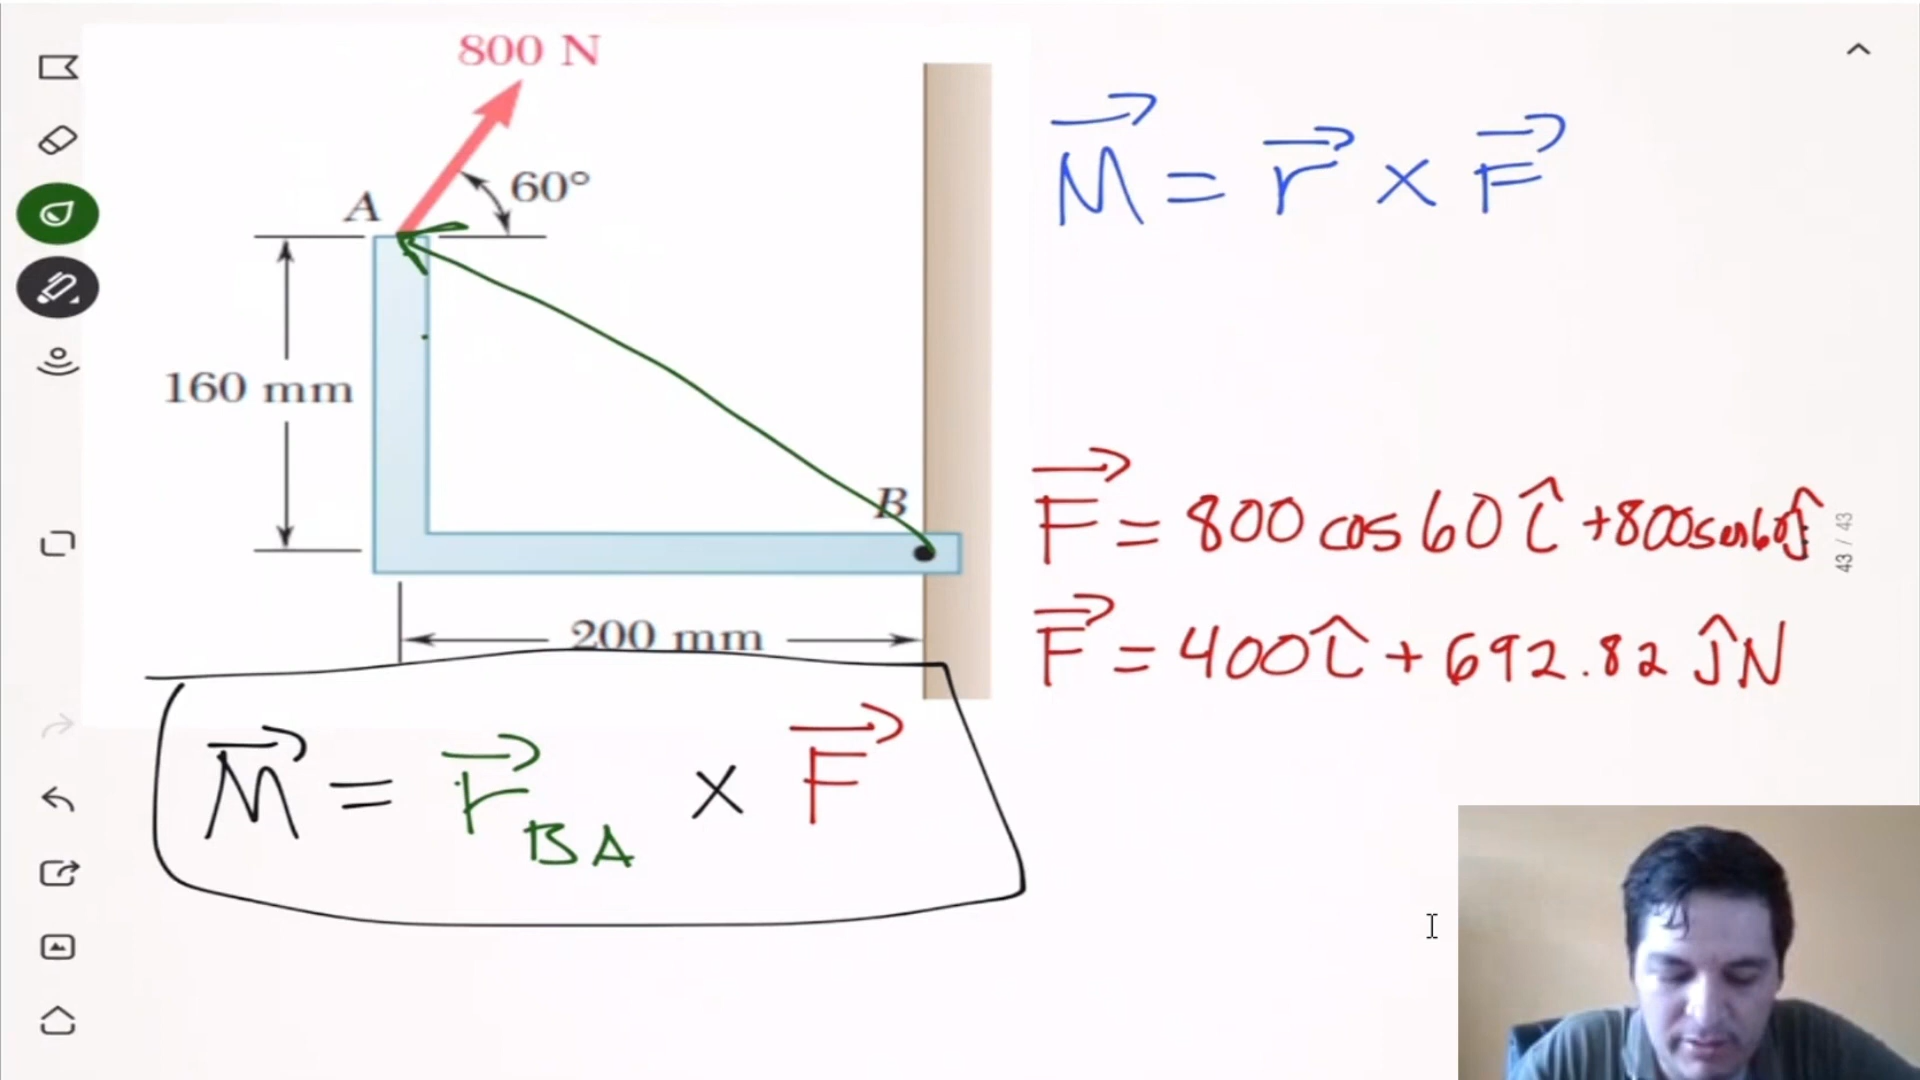 800 N
60°
A
160 mm
B
200 mm
M = r × F
F = 800 cos 60 î + 800 sen 60 ĵ
F = 400 î + 692.82 ĵ N
M = r BA × F
43 / 43